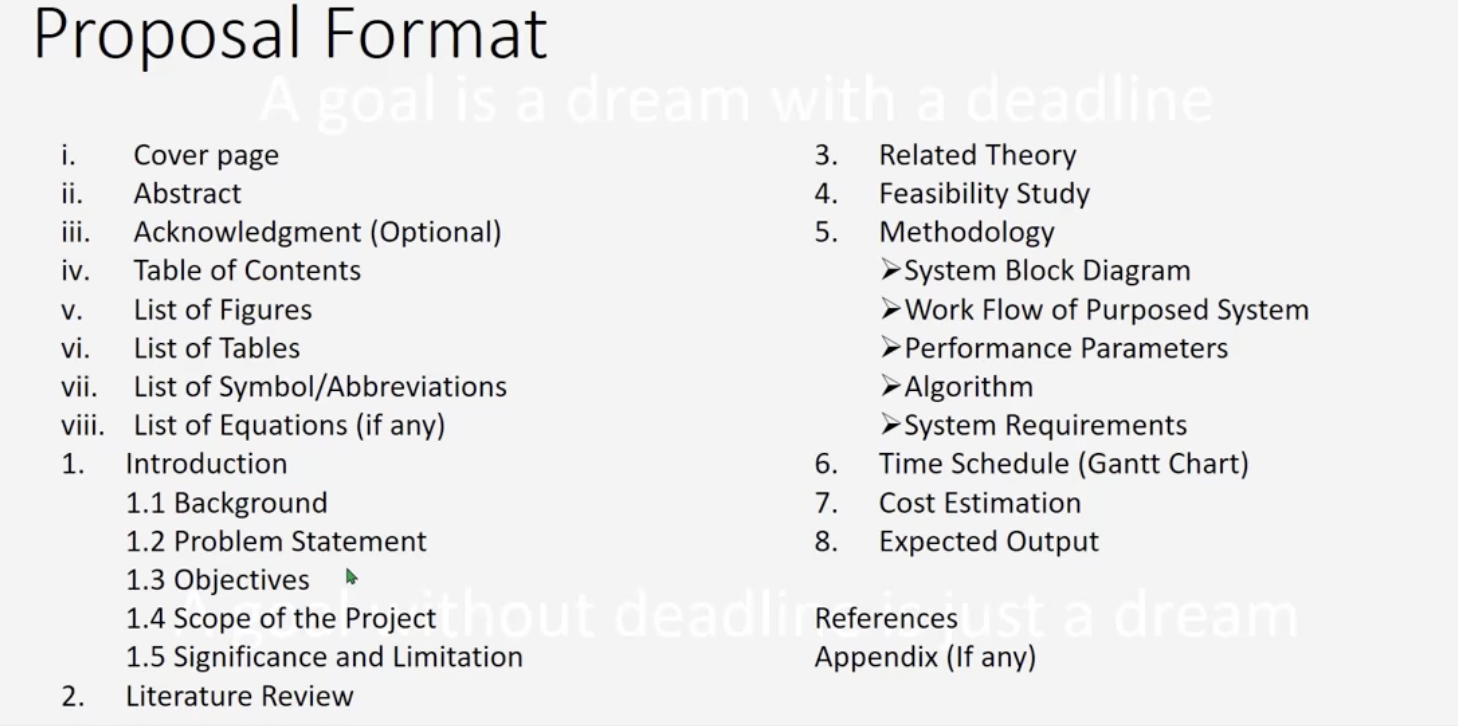 Proposal Format
A goal is a dream with a deadline
i. Cover page
ii. Abstract
iii. Acknowledgment (Optional)
iv. Table of Contents
v. List of Figures
vi. List of Tables
vii. List of Symbol/Abbreviations
viii. List of Equations (if any)
1. Introduction
1.1 Background
1.2 Problem Statement
1.3 Objectives
1.4 Scope of the Project
1.5 Significance and Limitation
2. Literature Review
3. Related Theory
4. Feasibility Study
5. Methodology
➢System Block Diagram
➢Work Flow of Purposed System
➢Performance Parameters
➢Algorithm
➢System Requirements
6. Time Schedule (Gantt Chart)
7. Cost Estimation
8. Expected Output
References
Appendix (If any)
A goal without deadline is just a dream